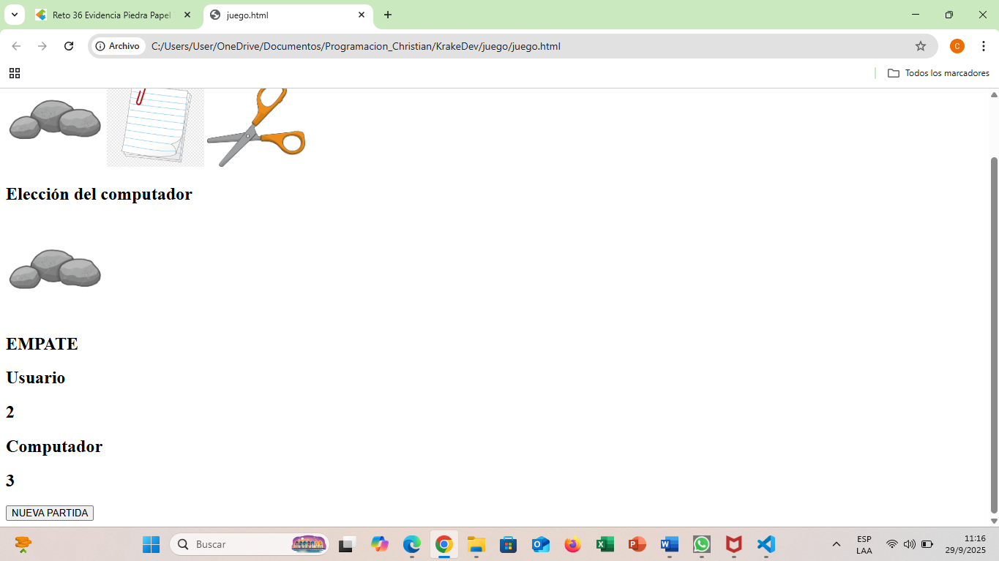 Reto 36 Evidencia Piedra Papel
juego.html
Archivo
C:/Users/User/OneDrive/Documentos/Programacion_Christian/KrakeDev/juego/juego.html
C
Todos los marcadores
Elección del computador
EMPATE
Usuario
2
Computador
3
NUEVA PARTIDA
Buscar
ESP
LAA
11:16
29/9/2025